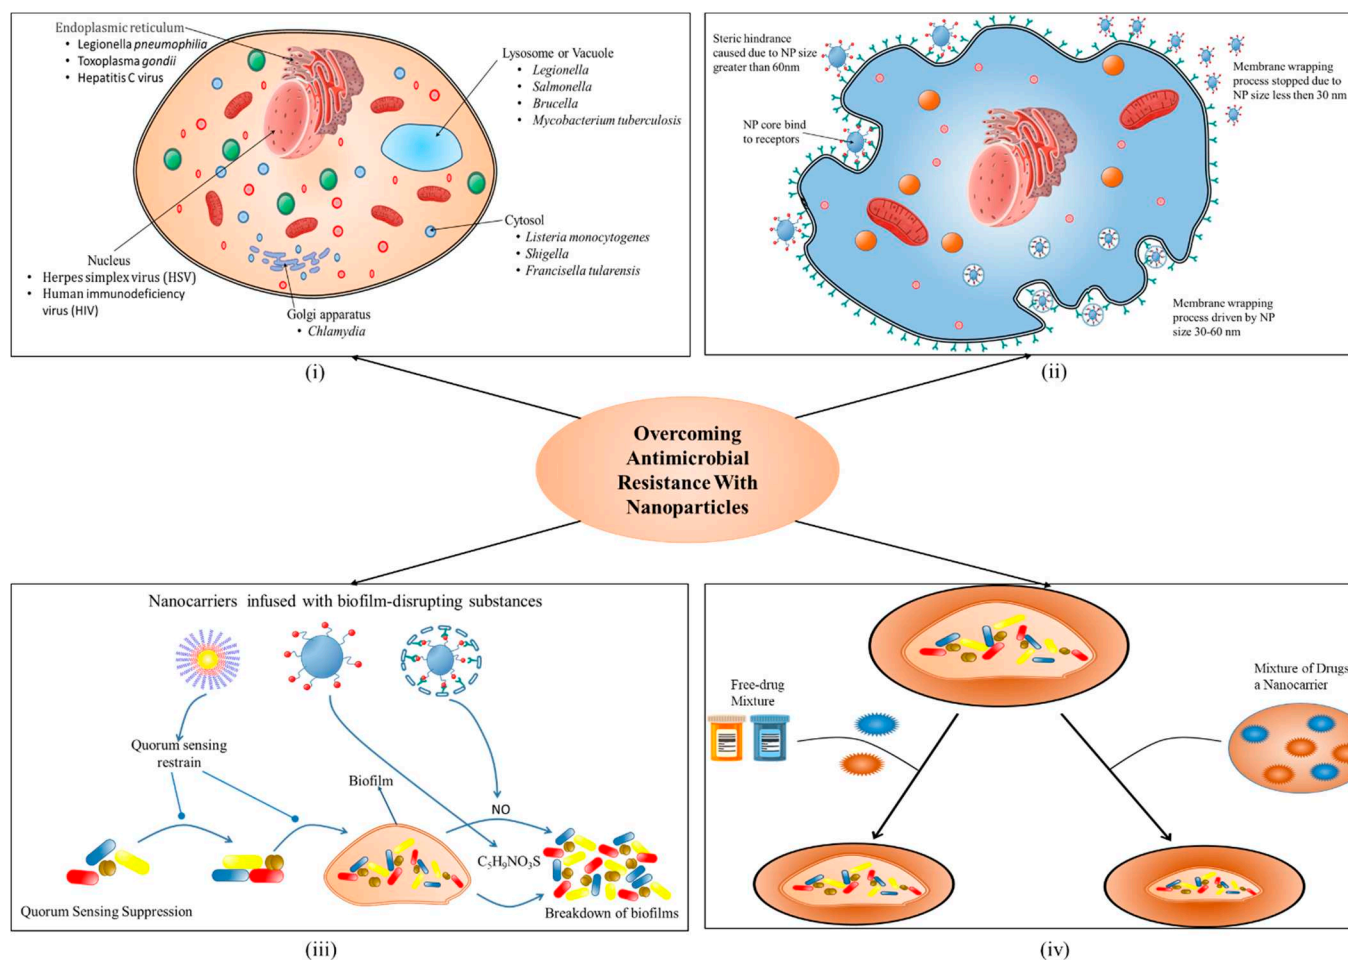 Endoplasmic reticulum
• Legionella pneumophilia
• Toxoplasma gondii
• Hepatitis C virus
Lysosome or Vacuole
• Legionella
• Salmonella
• Brucella
• Mycobacterium tuberculosis
Cytosol
• Listeria monocytogenes
• Shigella
• Francisella tularensis
Nucleus
• Herpes simplex virus (HSV)
• Human immunodeficiency
virus (HIV)
Golgi apparatus
• Chlamydia
(i)
Steric hindrance
caused due to NP size
greater than 60nm
Membrane wrapping
process stopped due to
NP size less then 30 nm
NP core bind
to receptors
Membrane wrapping
process driven by NP
size 30-60 nm
(ii)
Overcoming
Antimicrobial
Resistance With
Nanoparticles
Nanocarriers infused with biofilm-disrupting substances
Quorum sensing
restrain
Biofilm
NO
C₅H₉NO₃S
Quorum Sensing Suppression
Breakdown of biofilms
(iii)
Free-drug
Mixture
Mixture of Drugs
a Nanocarrier
(iv)